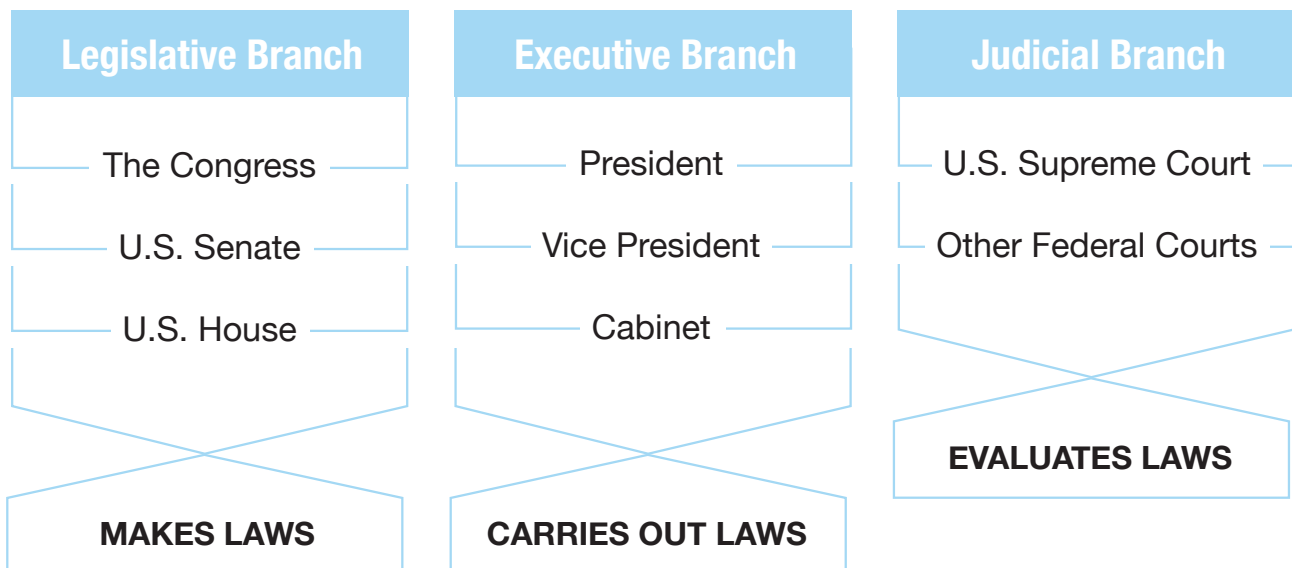 Legislative Branch
The Congress
U.S. Senate
U.S. House
MAKES LAWS
Executive Branch
President
Vice President
Cabinet
CARRIES OUT LAWS
Judicial Branch
U.S. Supreme Court
Other Federal Courts
EVALUATES LAWS